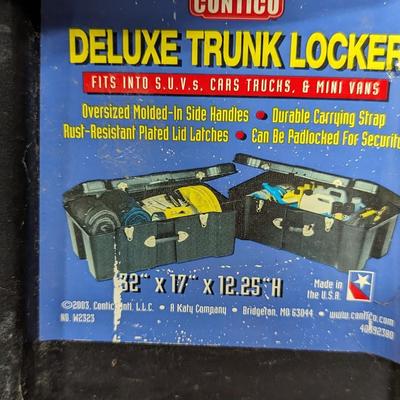 CONTICO
DELUXE TRUNK LOCKER
FITS INTO S.U.V.s, CARS TRUCKS, & MINI VANS
Oversized Molded-In Side Handles • Durable Carrying Strap
Rust-Resistant Plated Lid Latches • Can Be Padlocked For Securit
32" x 17" x 12.25"H
Made in
the U.S.A.
©2003, Contico Intl. L.L.C. • A Katy Company • Bridgeton, MO 63044 • www.contico.com
NO. W2323